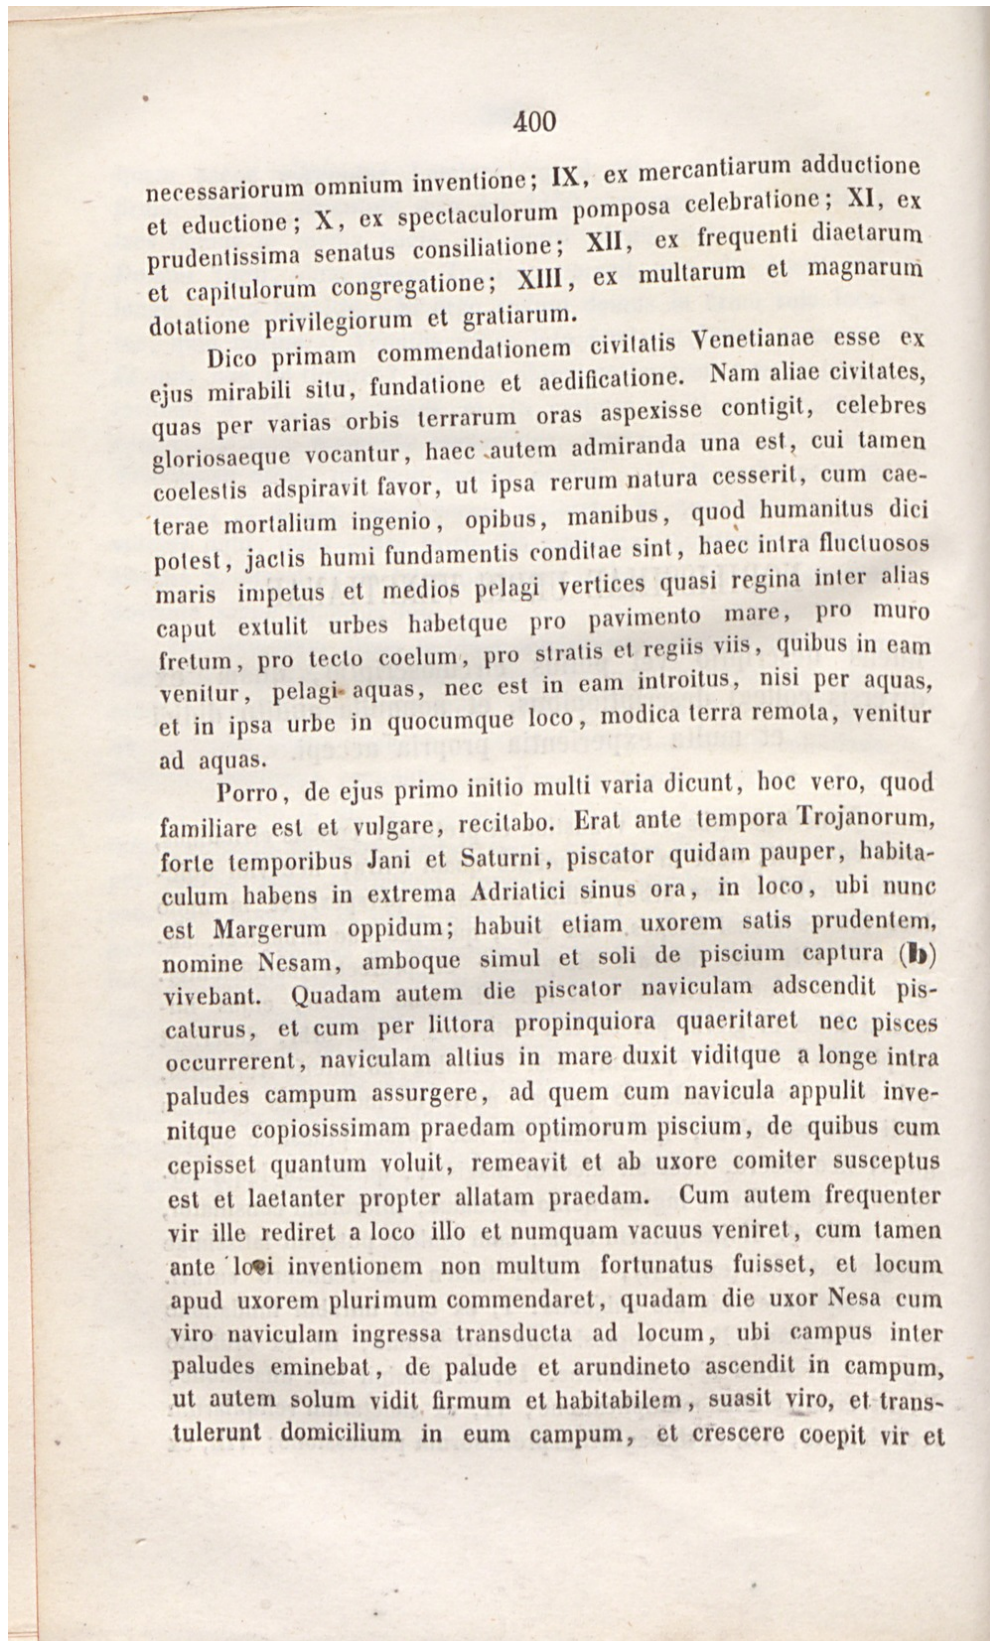 400
necessariorum omnium inventione; IX, ex mercantiarum adductione
et eductione; X, ex spectaculorum pomposa celebratione; XI, ex
prudentissima senatus consiliatione; XII, ex frequenti diaetarum
et capitulorum congregatione; XIII, ex multarum et magnarum
dotatione privilegiorum et gratiarum.
Dico primam commendationem civitatis Venetianae esse ex
ejus mirabili situ, fundatione et aedificatione. Nam aliae civitates,
quas per varias orbis terrarum oras aspexisse contigit, celebres
gloriosaeque vocantur, haec autem admiranda una est, cui tamen
coelestis adspiravit favor, ut ipsa rerum natura cesserit, cum cae-
terae mortalium ingenio, opibus, manibus, quod humanitus dici
potest, jactis humi fundamentis conditae sint, haec intra fluctuosos
maris impetus et medios pelagi vertices quasi regina inter alias
caput extulit urbes habetque pro pavimento mare, pro muro
fretum, pro tecto coelum, pro stratis et regiis viis, quibus in eam
venitur, pelagi aquas, nec est in eam introitus, nisi per aquas,
et in ipsa urbe in quocumque loco, modica terra remota, venitur
ad aquas.
Porro, de ejus primo initio multi varia dicunt, hoc vero, quod
familiare est et vulgare, recitabo. Erat ante tempora Trojanorum,
forte temporibus Jani et Saturni, piscator quidam pauper, habita-
culum habens in extrema Adriatici sinus ora, in loco, ubi nunc
est Margerum oppidum; habuit etiam uxorem satis prudentem,
nomine Nesam, amboque simul et soli de piscium captura (b)
vivebant. Quadam autem die piscator naviculam adscendit pis-
caturus, et cum per littora propinquiora quaeritaret nec pisces
occurrerent, naviculam altius in mare duxit viditque a longe intra
paludes campum assurgere, ad quem cum navicula appulit inve-
nitque copiosissimam praedam optimorum piscium, de quibus cum
cepisset quantum voluit, remeavit et ab uxore comiter susceptus
est et laetanter propter allatam praedam. Cum autem frequenter
vir ille rediret a loco illo et numquam vacuus veniret, cum tamen
ante loci inventionem non multum fortunatus fuisset, et locum
apud uxorem plurimum commendaret, quadam die uxor Nesa cum
viro naviculam ingressa transducta ad locum, ubi campus inter
paludes eminebat, de palude et arundineto ascendit in campum,
ut autem solum vidit firmum et habitabilem, suasit viro, et trans-
tulerunt domicilium in eum campum, et crescere coepit vir et